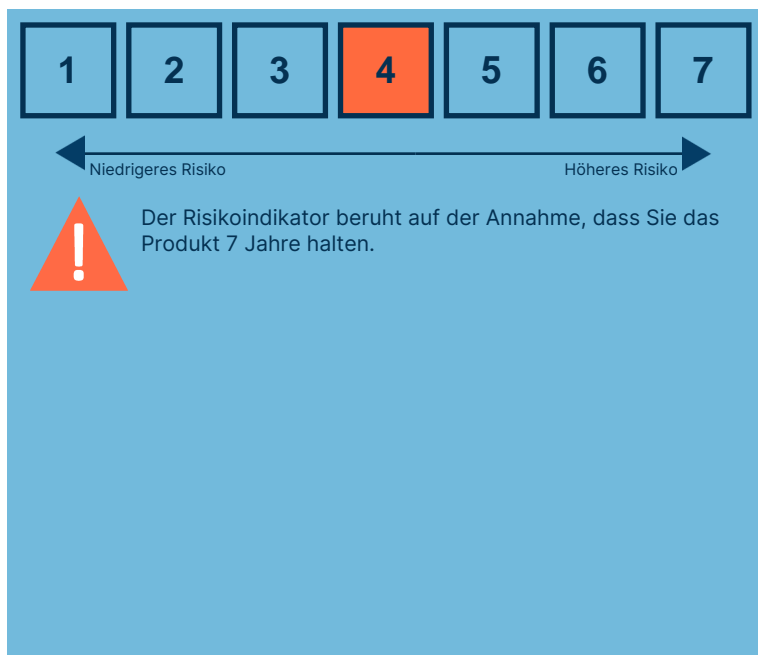 1 2 3 4 5 6 7
Niedrigeres Risiko Höheres Risiko
!
Der Risikoindikator beruht auf der Annahme, dass Sie das
Produkt 7 Jahre halten.